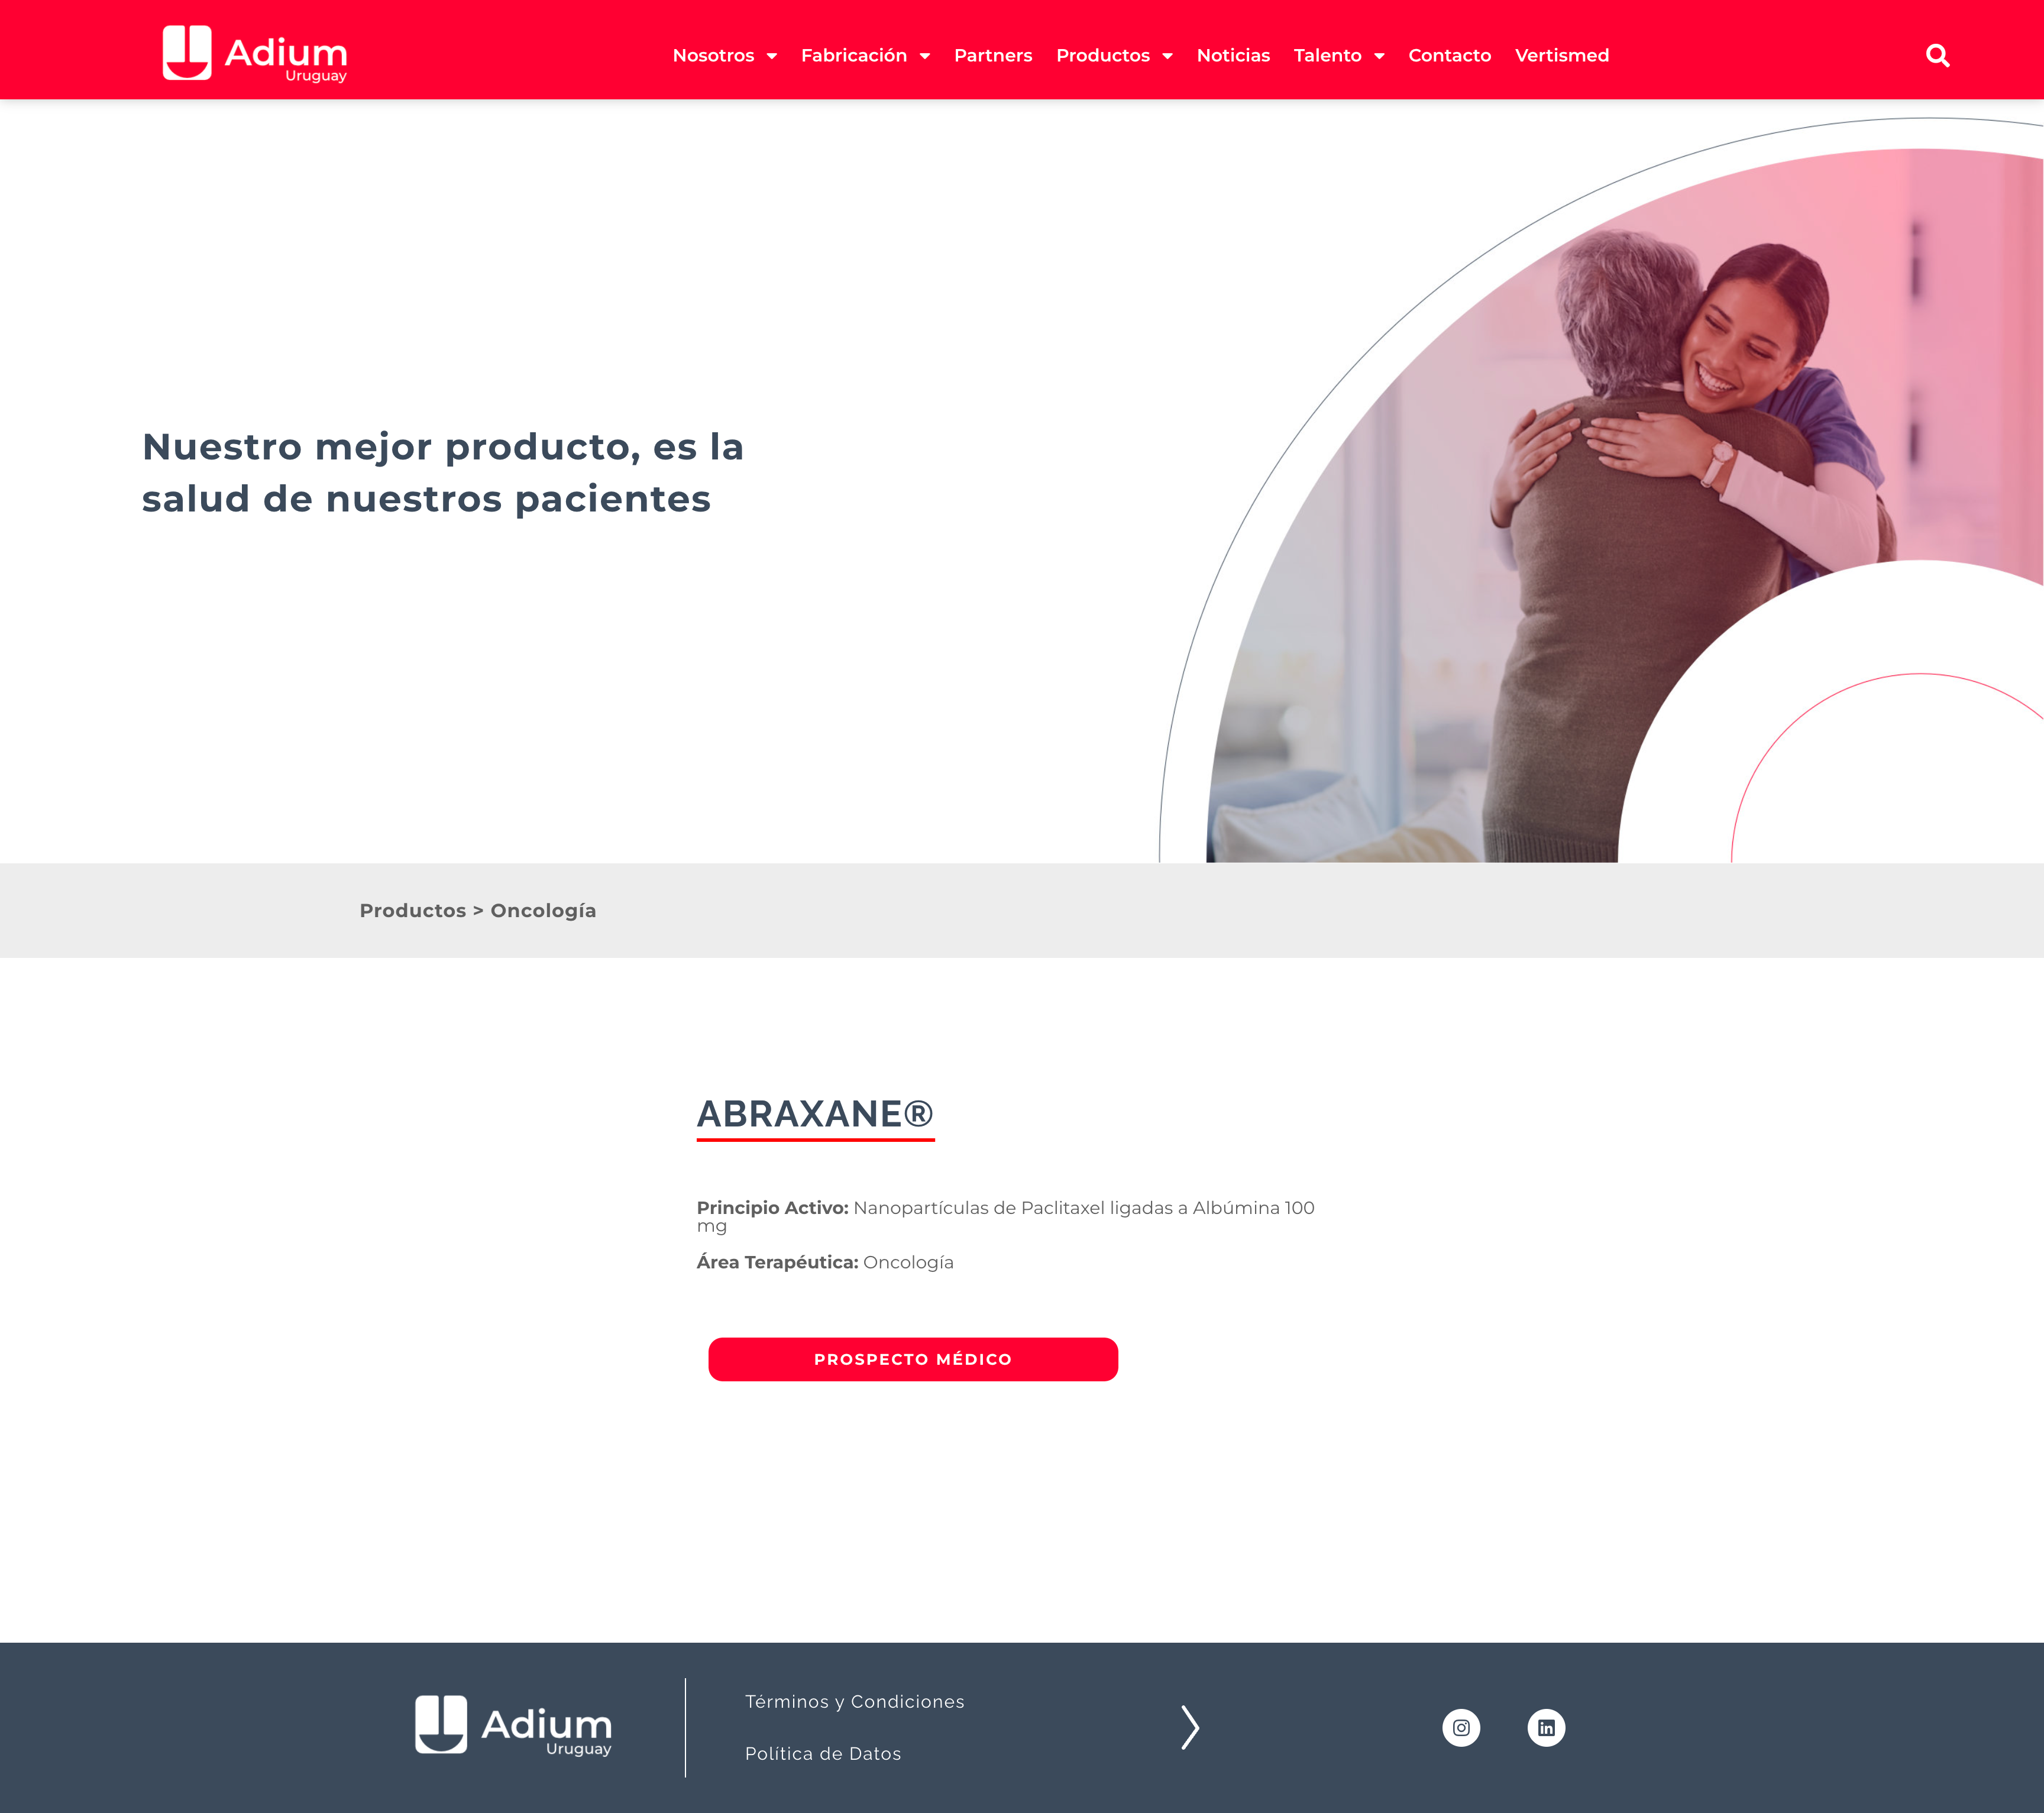 Adium
Uruguay
Nosotros Fabricación Partners Productos Noticias Talento Contacto Vertismed
Nuestro mejor producto, es la
salud de nuestros pacientes
Productos > Oncología
ABRAXANE®
Principio Activo: Nanopartículas de Paclitaxel ligadas a Albúmina 100
mg
Área Terapéutica: Oncología
PROSPECTO MÉDICO
Adium
Uruguay
Términos y Condiciones
Política de Datos